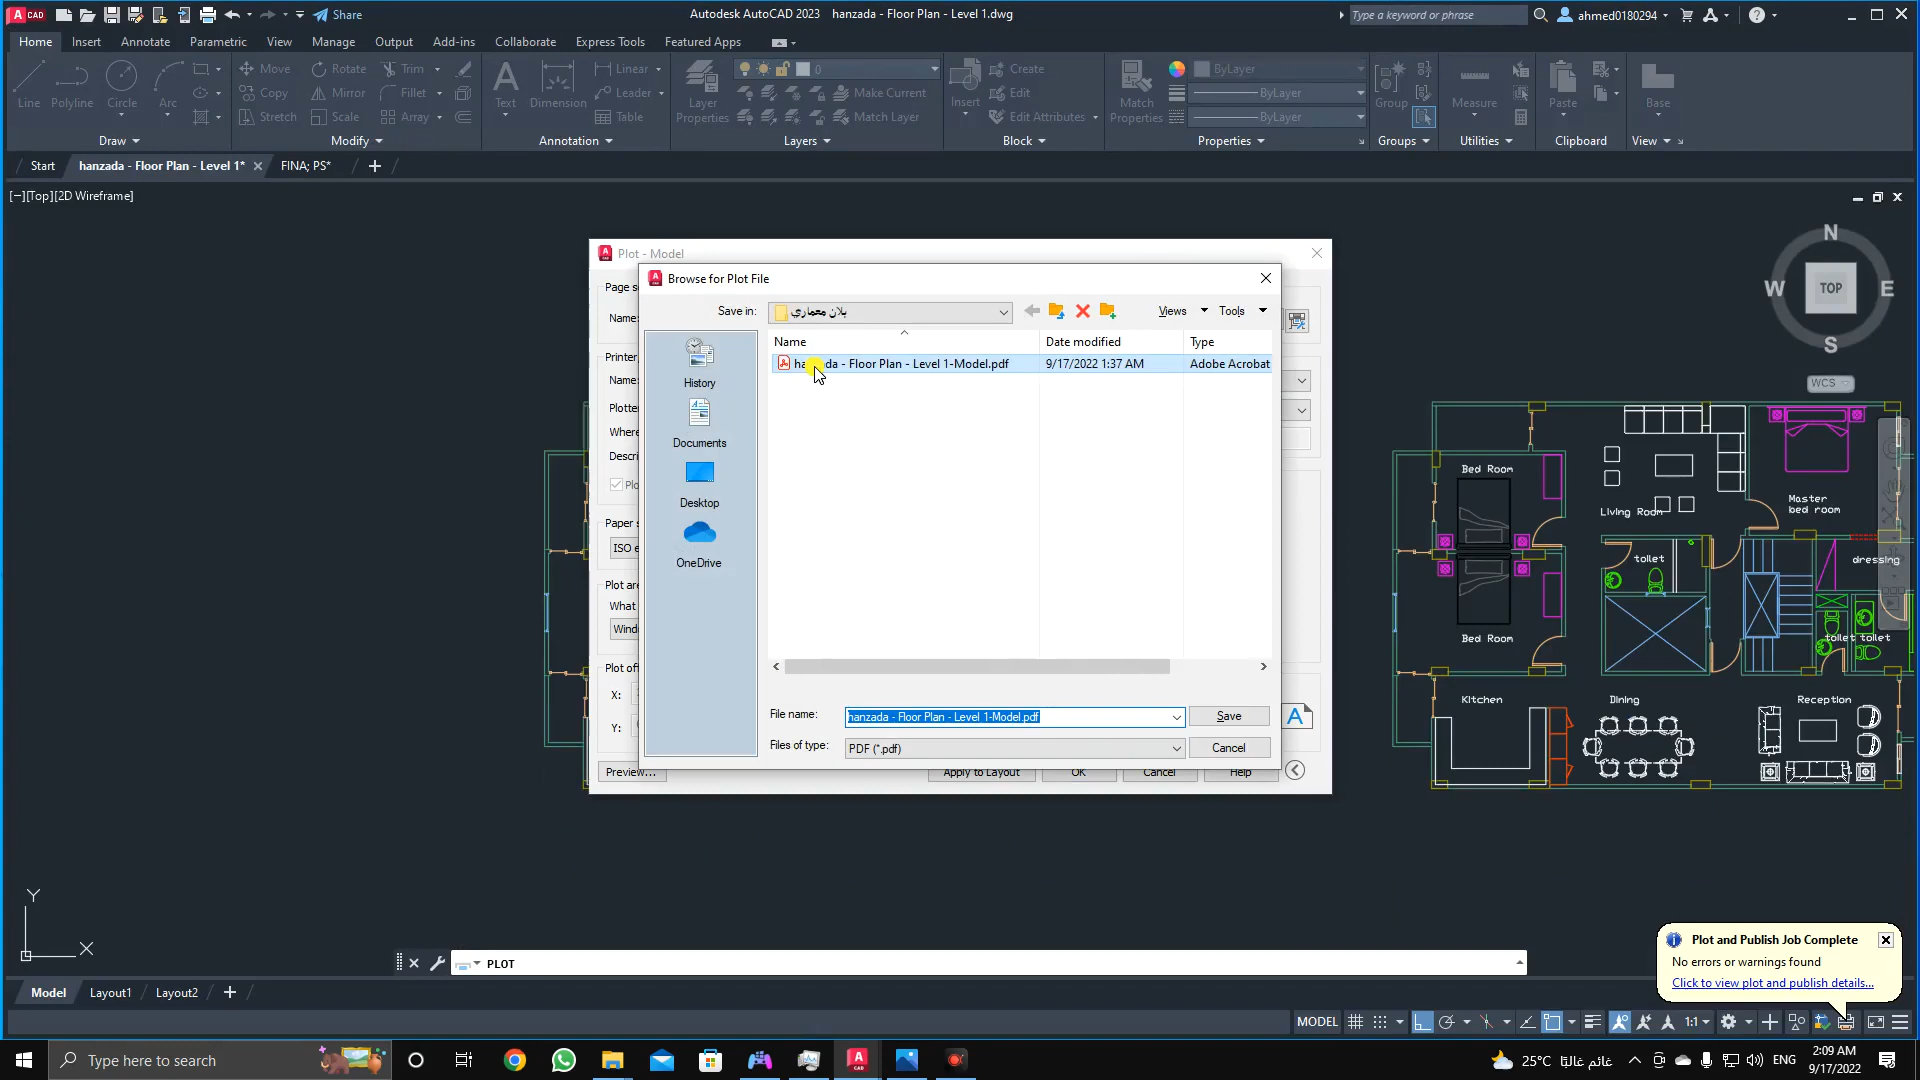 A CAD
Share
Autodesk AutoCAD 2023 hanzada - Floor Plan - Level 1.dwg
Type a keyword or phrase
ahmed0180294
Home Insert Annotate Parametric View Manage Output Add-ins Collaborate Express Tools Featured Apps
Line
Polyline
Circle
Arc
Move Rotate Trim
Copy Mirror Fillet
Stretch Scale Array
Text
Dimension
Linear
Leader
Table
Layer
Properties
0
Make Current
Match Layer
Insert
Create
Edit
Edit Attributes
Match
Properties
ByLayer
ByLayer
ByLayer
Group
Measure
Paste
Base
Draw Modify Annotation Layers Block Properties Groups Utilities Clipboard View
Start hanzada - Floor Plan - Level 1* FINA; PS*
[−][Top][2D Wireframe]
N
W TOP E
S
WCS
Plot - Model
Page s
Name:
Printer
Name:
Plotte
Where
Descri
Plo
Paper s
ISO e
Plot are
What
Windo
Plot off
X:
Y:
Preview...
Apply to Layout OK Cancel Help
Browse for Plot File
Save in: بلان معماري
Views Tools
Name Date modified Type
hanzada - Floor Plan - Level 1-Model.pdf 9/17/2022 1:37 AM Adobe Acrobat
History
Documents
Desktop
OneDrive
File name: hanzada - Floor Plan - Level 1-Model.pdf Save
Files of type: PDF (*.pdf) Cancel
Bed Room
Living Room
Master
bed room
toilet
dressing
toilet toilet
Bed Room
Kitchen Dining Reception
Y
X
PLOT
Plot and Publish Job Complete
No errors or warnings found
Click to view plot and publish details...
Model Layout1 Layout2
MODEL 1:1
Type here to search
25°C غائم غالبًا
ENG
2:09 AM
9/17/2022